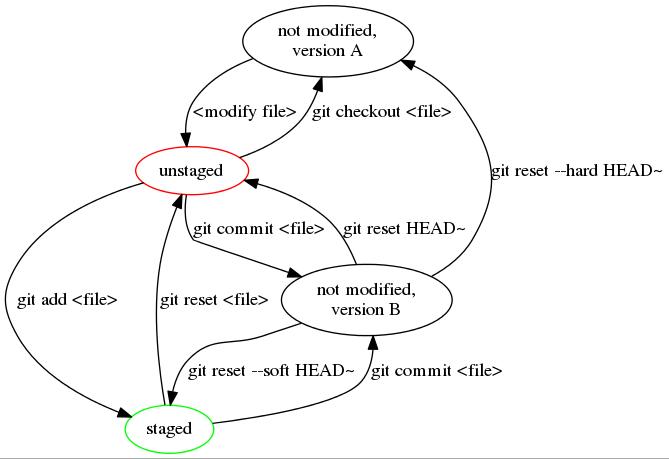 not modified,
version A
<modify file>
git checkout <file>
unstaged
git reset --hard HEAD~
git commit <file>
git reset HEAD~
git add <file>
git reset <file>
not modified,
version B
git reset --soft HEAD~
git commit <file>
staged